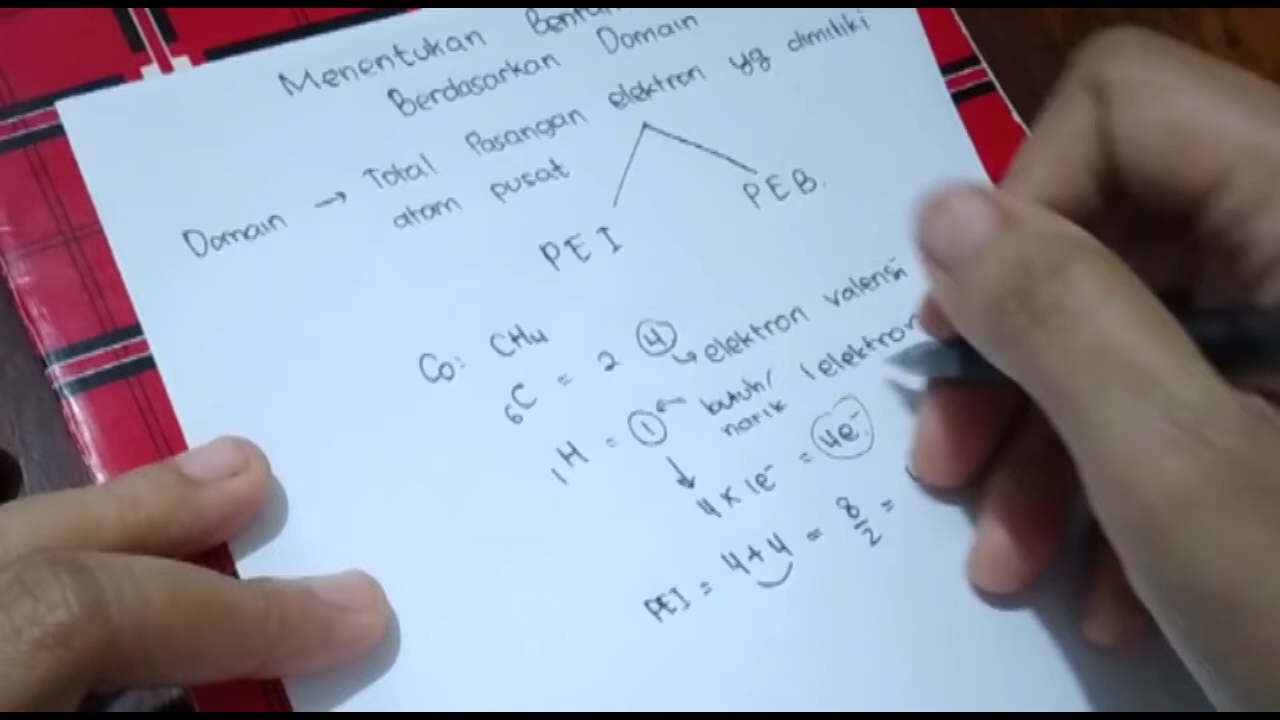 Menentukan
Berdasarkan Domain
Domain → Total Pasangan elektron yg dimiliki
atom pusat
PEI PEB.
Co: CH4
6C = 2 4 → elektron valensi
1H = 1 ← butuh/ 1 elektron
narik
↓
4 x 1e- = 4e-
PEI = 4+4 = 8/2 =